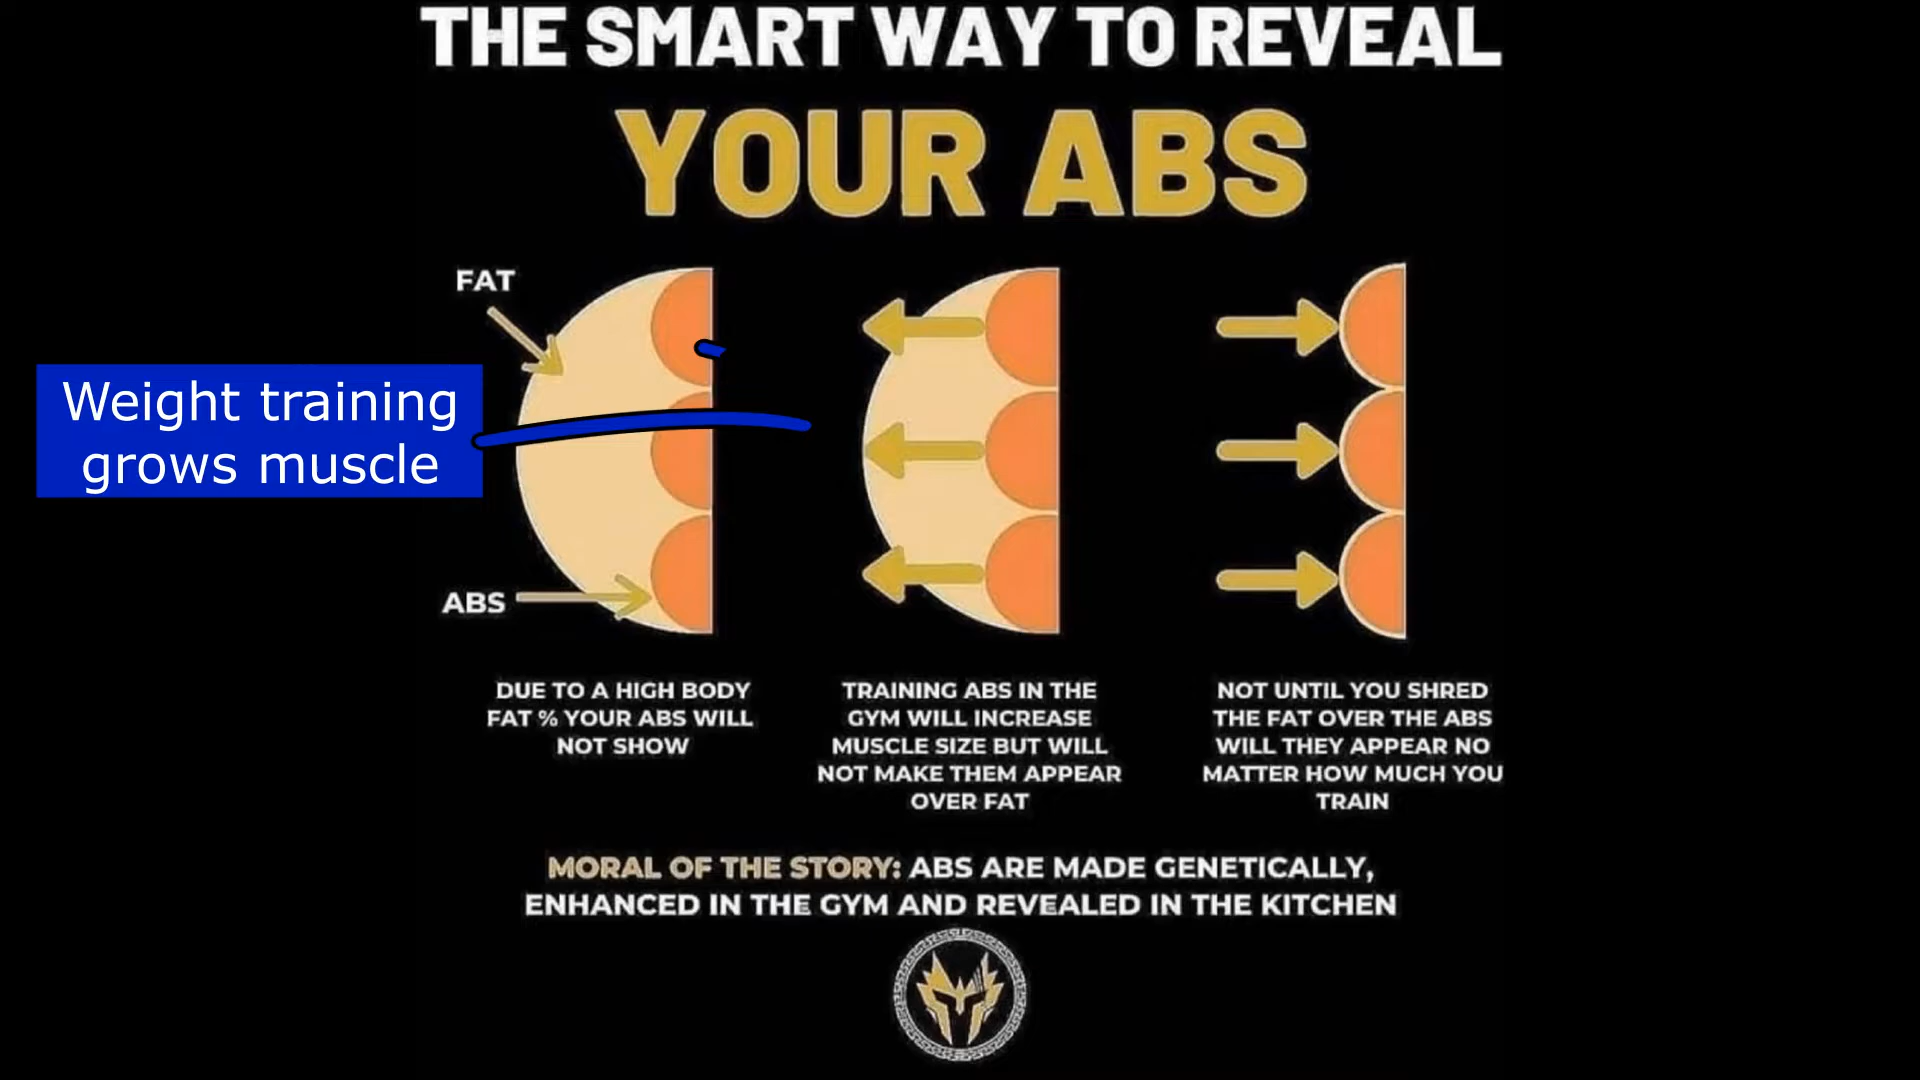 THE SMART WAY TO REVEAL
YOUR ABS
FAT
Weight training
grows muscle
ABS
DUE TO A HIGH BODY
FAT % YOUR ABS WILL
NOT SHOW
TRAINING ABS IN THE
GYM WILL INCREASE
MUSCLE SIZE BUT WILL
NOT MAKE THEM APPEAR
OVER FAT
NOT UNTIL YOU SHRED
THE FAT OVER THE ABS
WILL THEY APPEAR NO
MATTER HOW MUCH YOU
TRAIN
MORAL OF THE STORY: ABS ARE MADE GENETICALLY,
ENHANCED IN THE GYM AND REVEALED IN THE KITCHEN